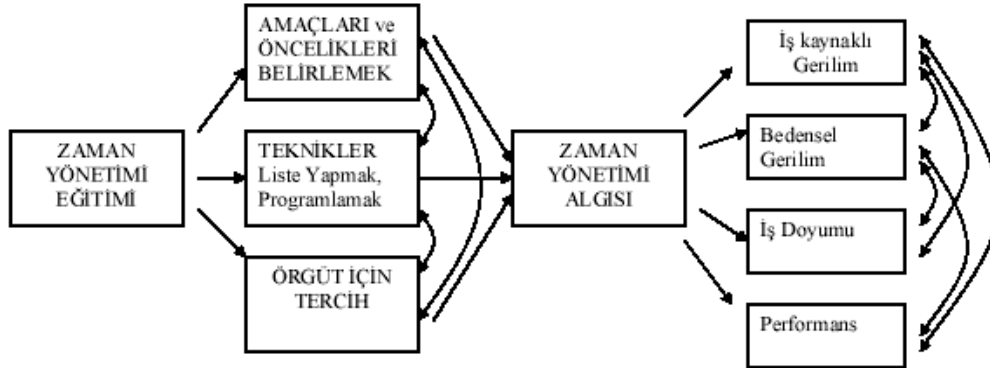 ZAMAN
YÖNETİMİ
EĞİTİMİ
AMAÇLARI ve
ÖNCELİKLERİ
BELİRLEMEK
TEKNİKLER
Liste Yapmak,
Programlamak
ÖRGÜT İÇİN
TERCİH
ZAMAN
YÖNETİMİ
ALGISI
İş kaynaklı
Gerilim
Bedensel
Gerilim
İş Doyumu
Performans